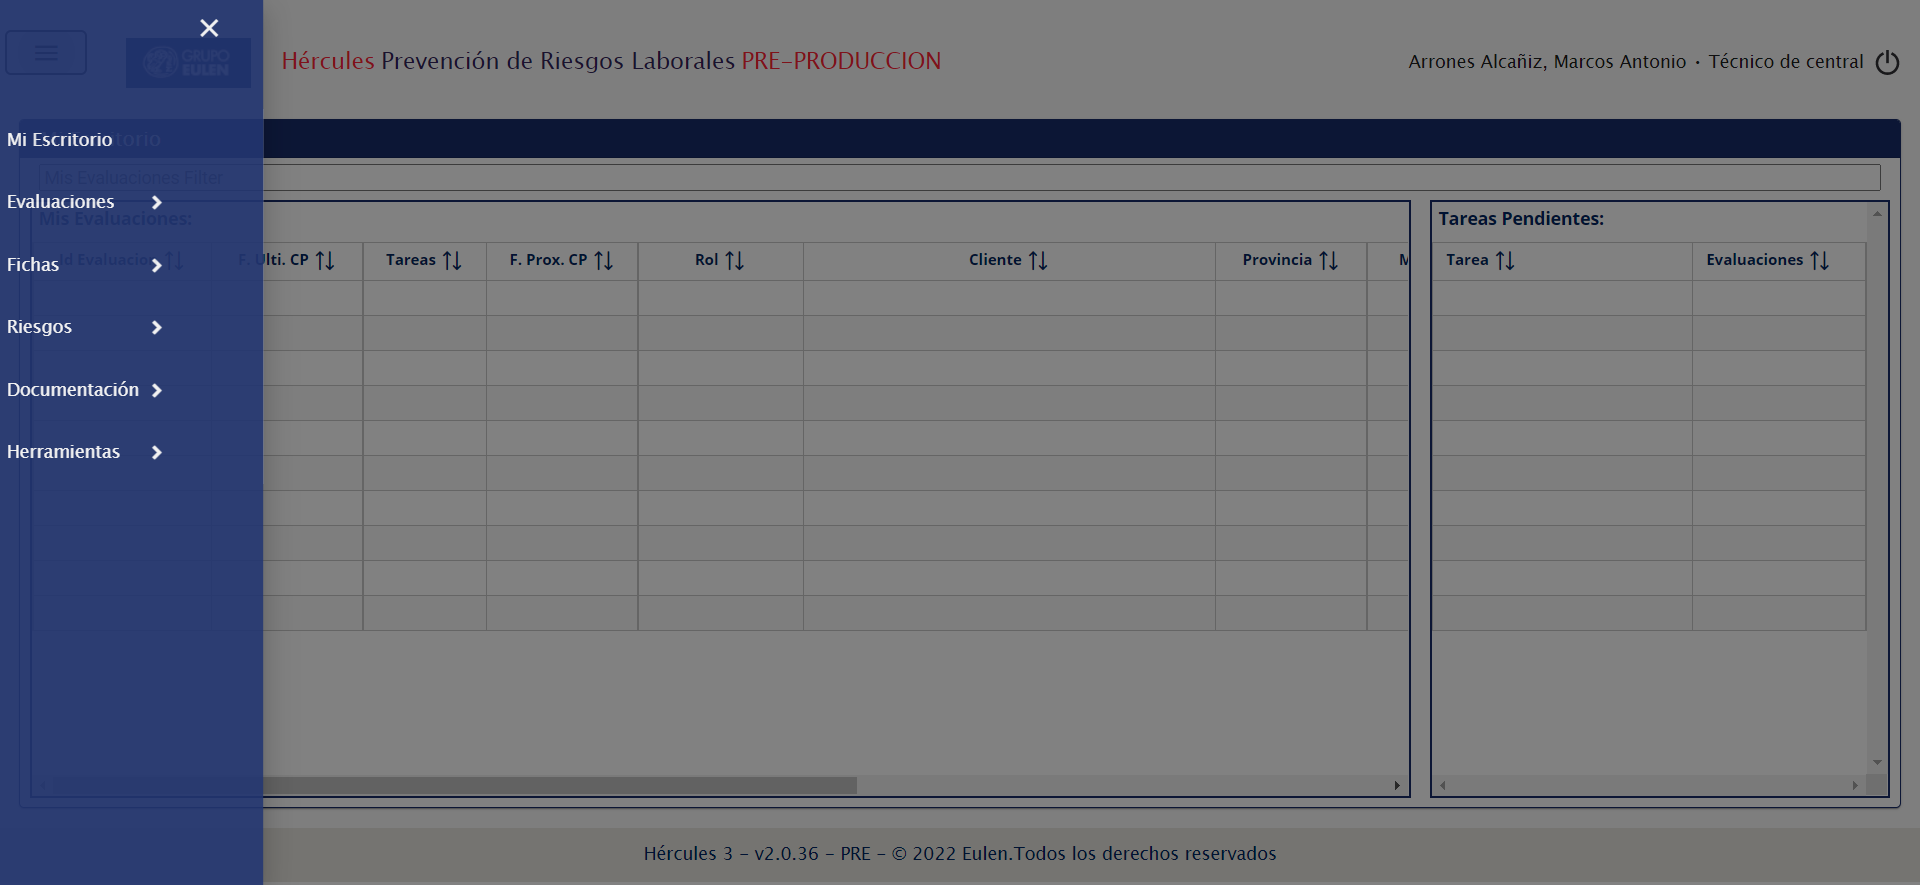 GRUPO
EULEN
Hércules Prevención de Riesgos Laborales PRE-PRODUCCION
Arrones Alcañiz, Marcos Antonio · Técnico de central
Mi Escritorio
Mis Evaluaciones Filter
Evaluaciones
Fichas
Riesgos
Documentación
Herramientas
Mis Evaluaciones:
Id Evaluacion F. Ulti. CP Tareas F. Prox. CP Rol Cliente Provincia M
Tareas Pendientes:
Tarea Evaluaciones
Hércules 3 - v2.0.36 - PRE - © 2022 Eulen.Todos los derechos reservados